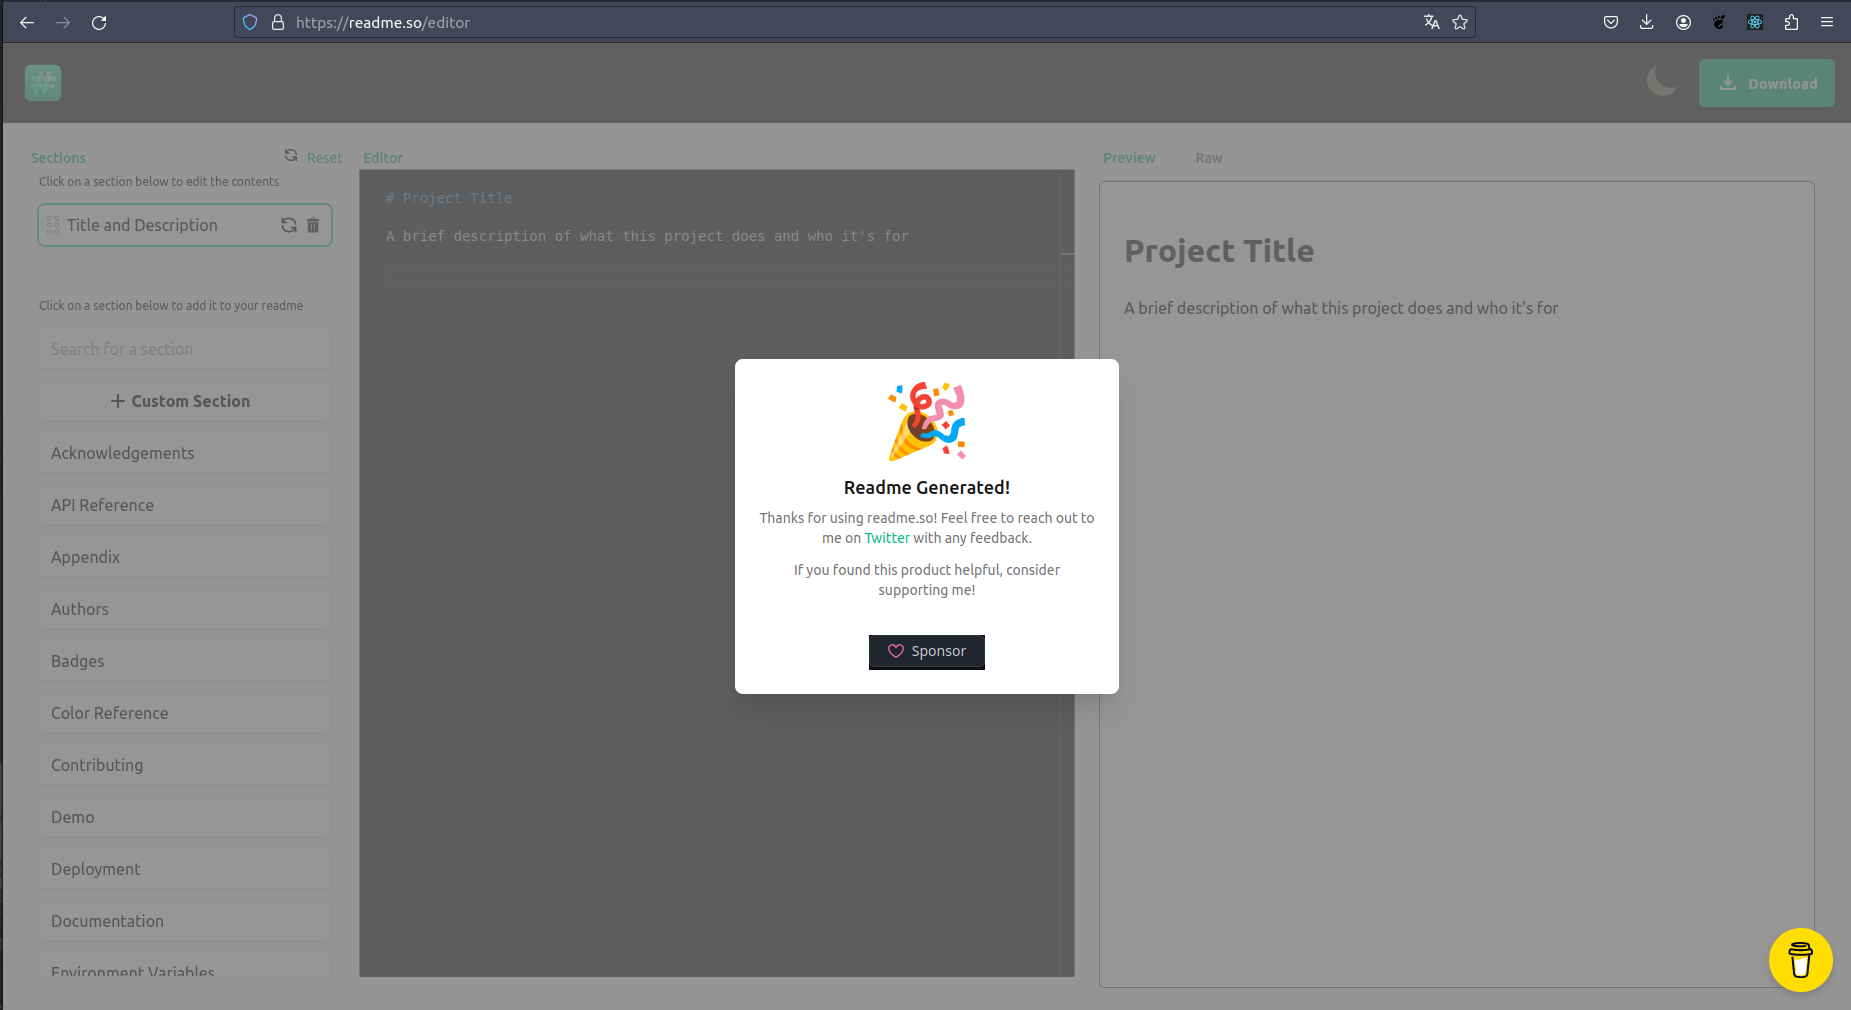 https://readme.so/editor
Download
Sections
Reset
Click on a section below to edit the contents
Title and Description
Click on a section below to add it to your readme
Search for a section
+ Custom Section
Acknowledgements
API Reference
Appendix
Authors
Badges
Color Reference
Contributing
Demo
Deployment
Documentation
Environment Variables
Editor
# Project Title
A brief description of what this project does and who it's for
Preview
Raw
Project Title
A brief description of what this project does and who it's for
Readme Generated!
Thanks for using readme.so! Feel free to reach out to
me on Twitter with any feedback.
If you found this product helpful, consider
supporting me!
Sponsor